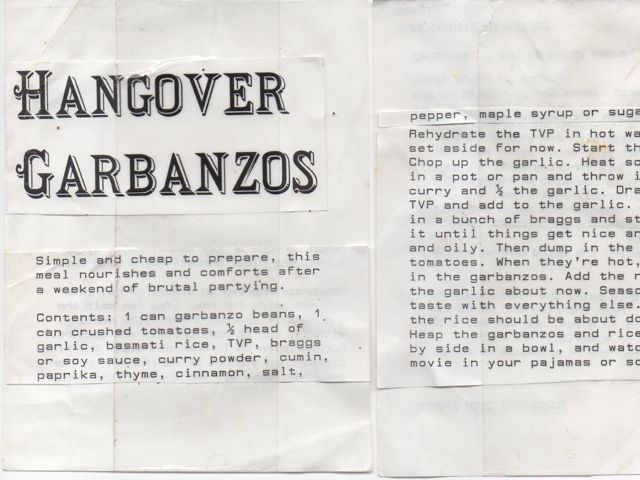 HANGOVER
GARBANZOS
Simple and cheap to prepare, this
meal nourishes and comforts after
a weekend of brutal partying.
Contents: 1 can garbanzo beans, 1
can crushed tomatoes, ½ head of
garlic, basmati rice, TVP, braggs
or soy sauce, curry powder, cumin,
paprika, thyme, cinnamon, salt,
pepper, maple syrup or suga
Rehydrate the TVP in hot wa
set aside for now. Start th
Chop up the garlic. Heat so
in a pot or pan and throw i
curry and ½ the garlic. Dra
TVP and add to the garlic.
in a bunch of braggs and st
it until things get nice an
and oily. Then dump in the
tomatoes. When they're hot,
in the garbanzos. Add the r
the garlic about now. Seaso
taste with everything else.
the rice should be about do
Heap the garbanzos and rice
by side in a bowl, and watc
movie in your pajamas or so